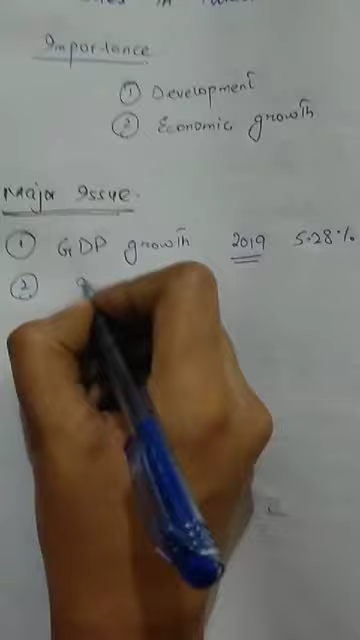 Importance
① Development
② Economic growth
Major Issue.
① GDP growth 2019 5.28%
②